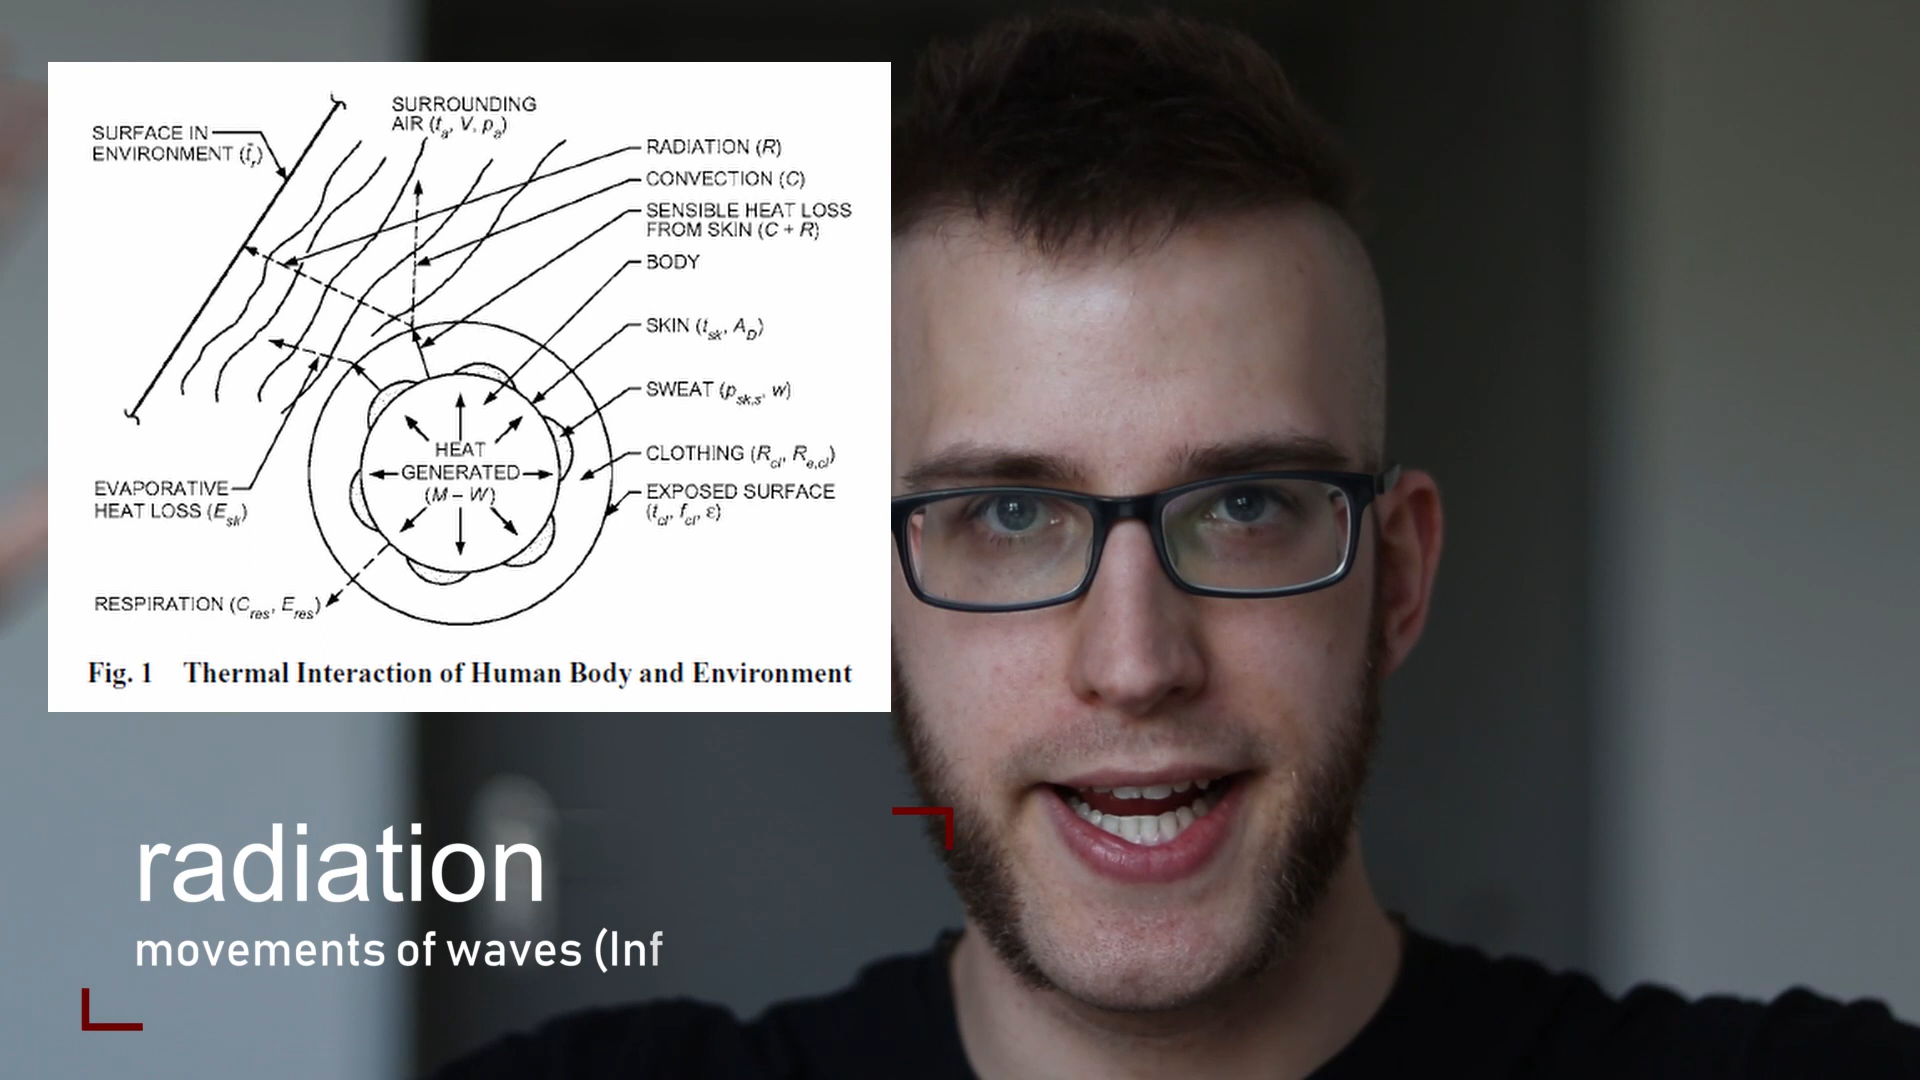 SURROUNDING
AIR (ta, V, pa)
SURFACE IN
ENVIRONMENT (t̄r)
RADIATION (R)
CONVECTION (C)
SENSIBLE HEAT LOSS
FROM SKIN (C + R)
BODY
SKIN (tsk, AD)
SWEAT (psk,s, w)
HEAT
GENERATED
(M – W)
CLOTHING (Rcl, Re,cl)
EXPOSED SURFACE
(tcl, fcl, ε)
EVAPORATIVE
HEAT LOSS (Esk)
RESPIRATION (Cres, Eres)
Fig. 1 Thermal Interaction of Human Body and Environment
radiation
movements of waves (Inf